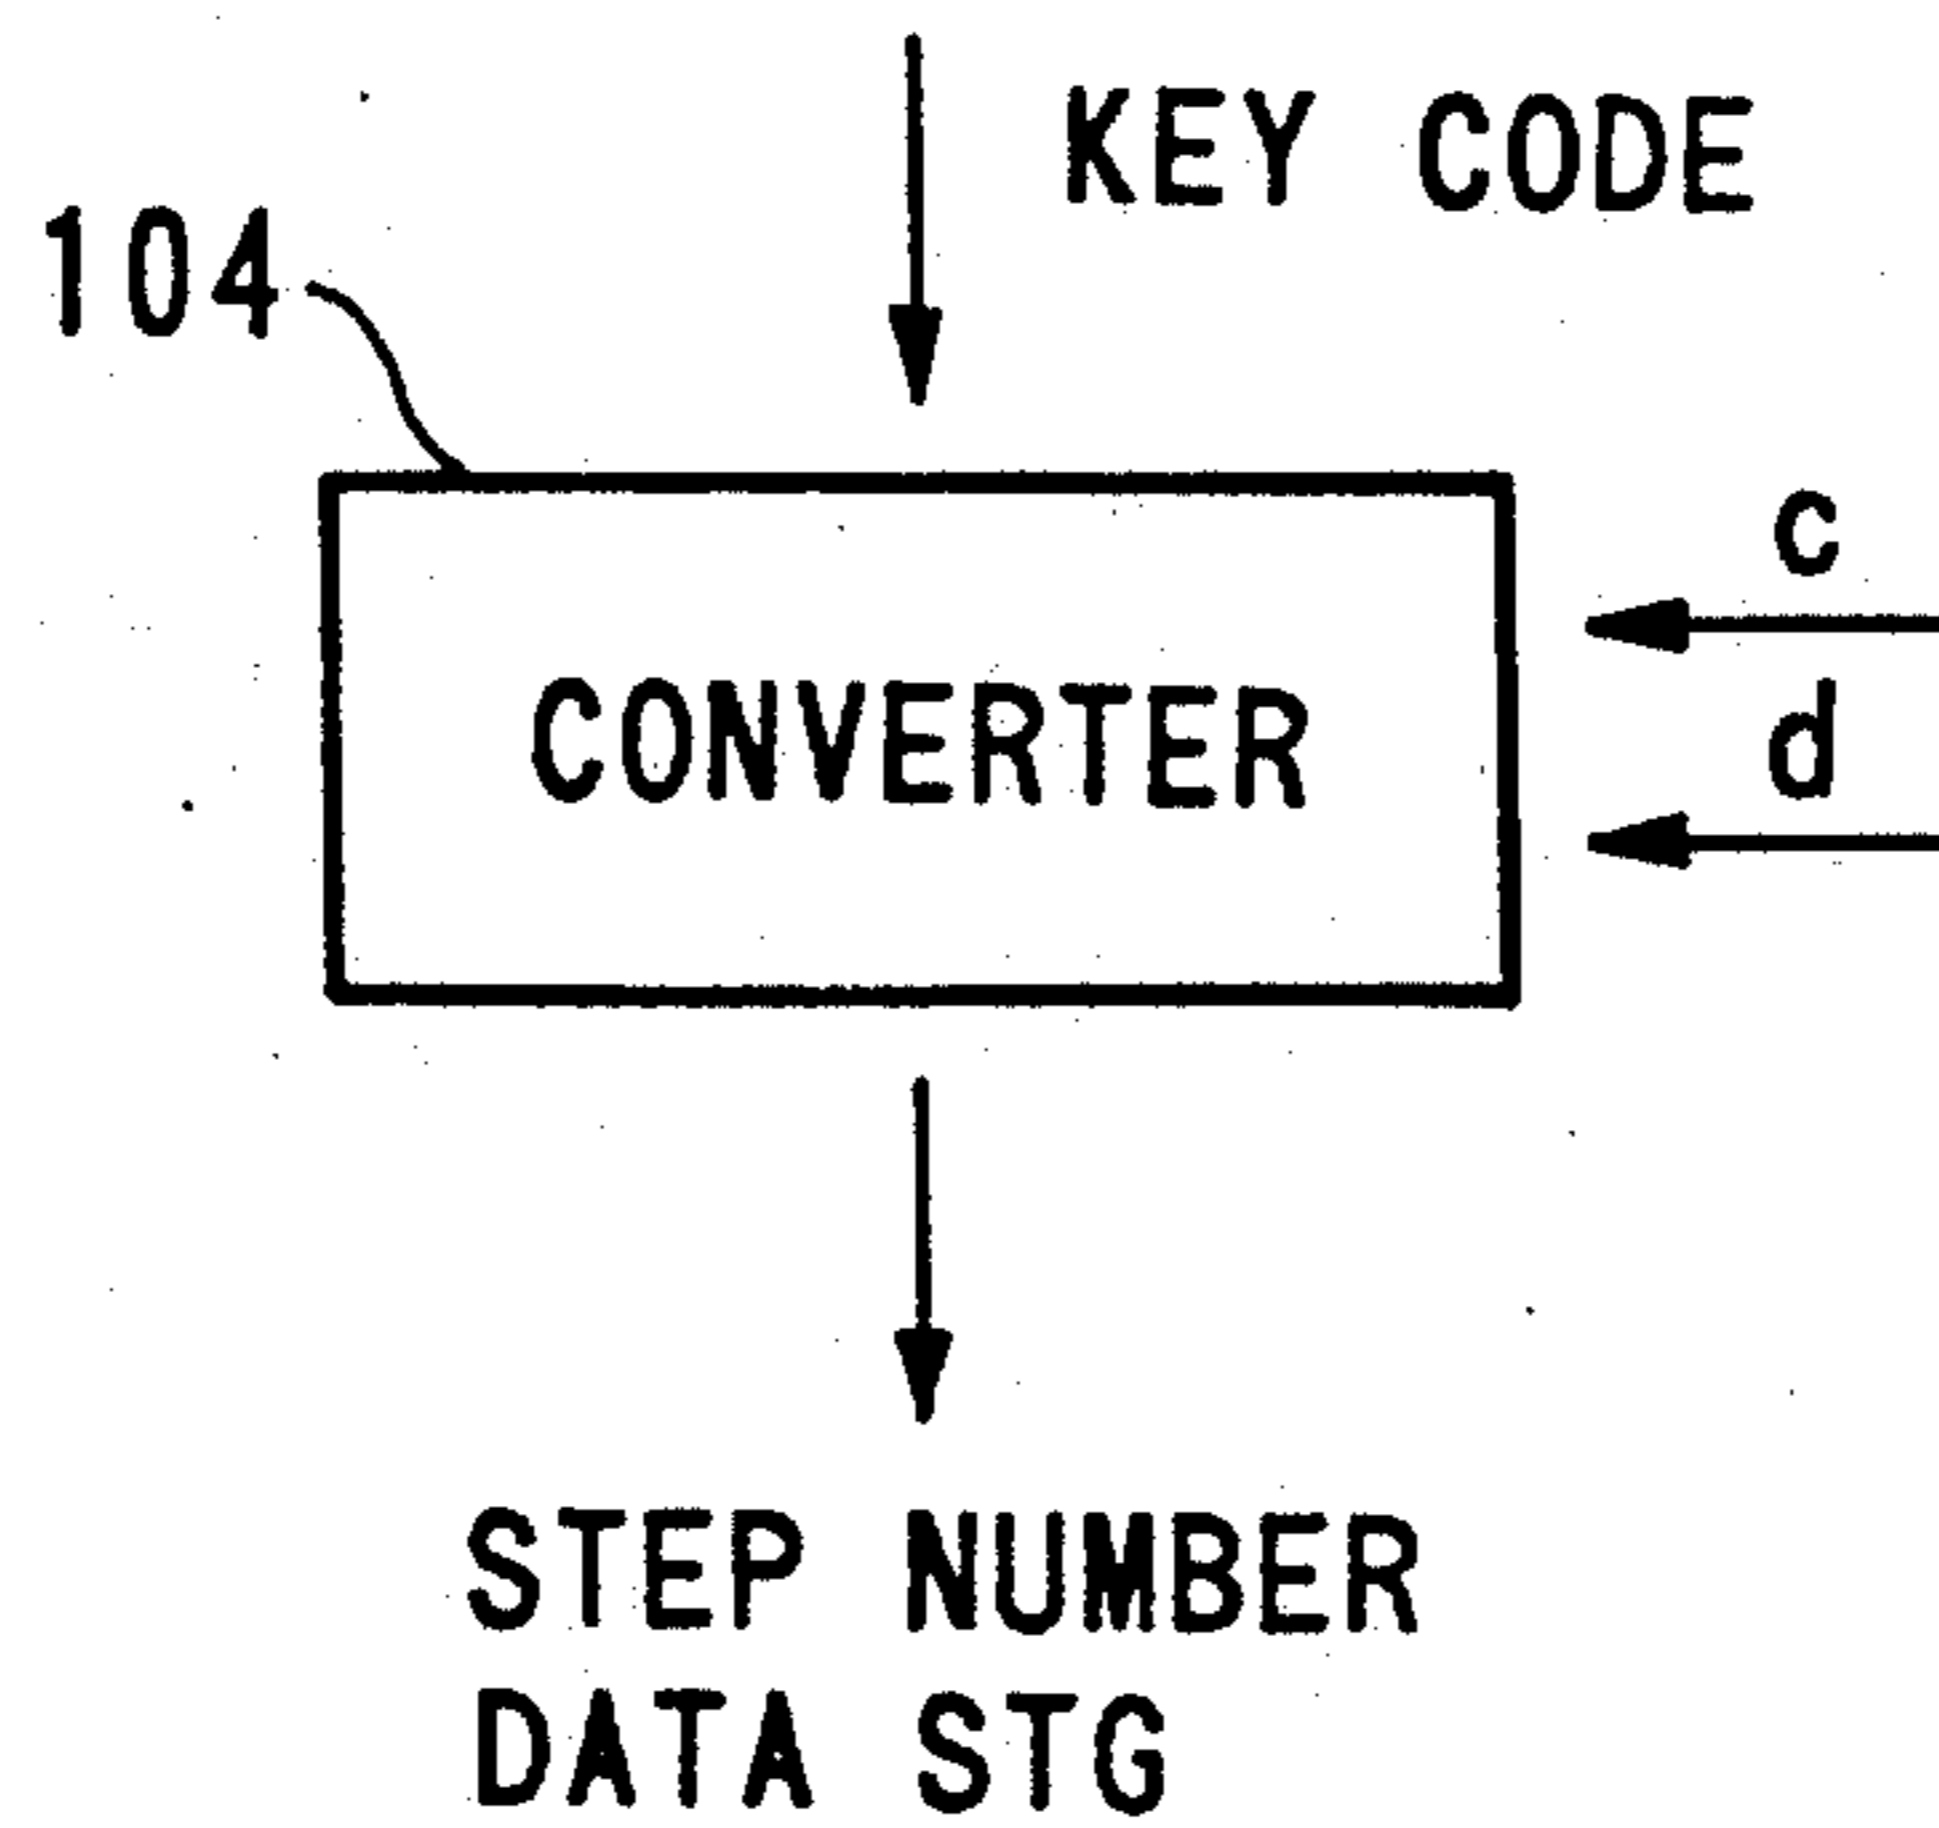 KEY CODE
104
c
CONVERTER
d
STEP NUMBER
DATA STG